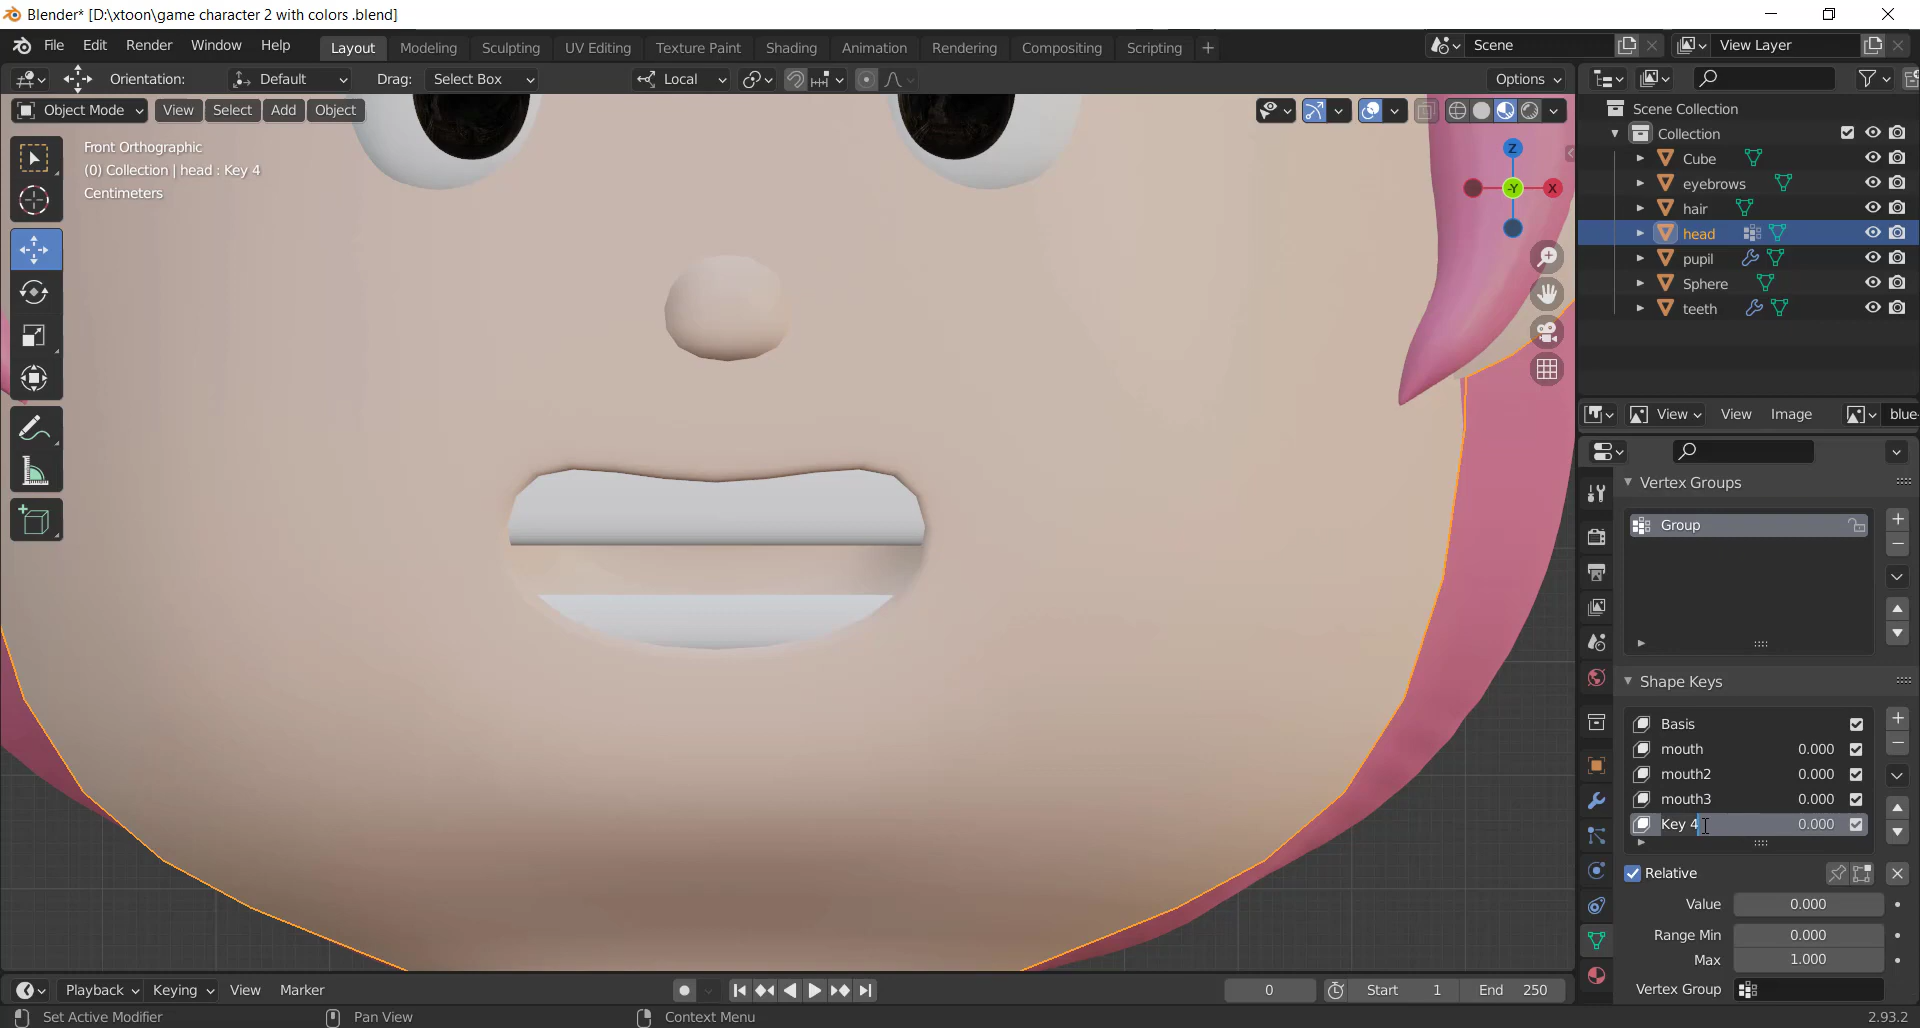 Blender* [D:\xtoon\game character 2 with colors .blend]
File Edit Render Window Help Layout Modeling Sculpting UV Editing Texture Paint Shading Animation Rendering Compositing Scripting + Scene View Layer
Orientation: Default Drag: Select Box Local Options
Object Mode View Select Add Object
Front Orthographic
(0) Collection | head : Key 4
Centimeters
Z
X
-Y
Scene Collection
Collection
Cube
eyebrows
hair
head
pupil
Sphere
teeth
View View Image blue
Vertex Groups
Group
Shape Keys
Basis
mouth 0.000
mouth2 0.000
mouth3 0.000
Key 4 0.000
Relative
Value 0.000
Range Min 0.000
Max 1.000
Vertex Group
Playback Keying View Marker 0 Start 1 End 250
Set Active Modifier Pan View Context Menu 2.93.2